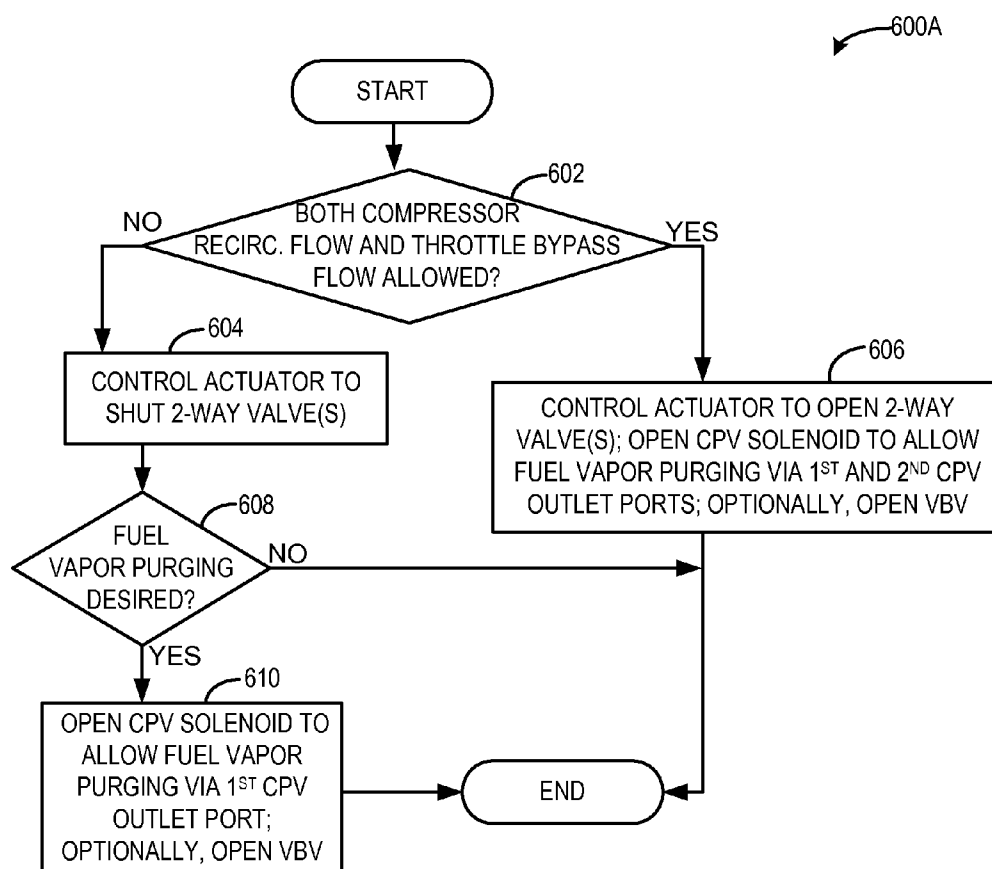 600A
START
602
BOTH COMPRESSOR
RECIRC. FLOW AND THROTTLE BYPASS
FLOW ALLOWED?
NO
YES
604
CONTROL ACTUATOR TO
SHUT 2-WAY VALVE(S)
606
CONTROL ACTUATOR TO OPEN 2-WAY
VALVE(S); OPEN CPV SOLENOID TO ALLOW
FUEL VAPOR PURGING VIA 1ST AND 2ND CPV
OUTLET PORTS; OPTIONALLY, OPEN VBV
608
FUEL
VAPOR PURGING
DESIRED?
NO
YES
610
OPEN CPV SOLENOID TO
ALLOW FUEL VAPOR
PURGING VIA 1ST CPV
OUTLET PORT;
OPTIONALLY, OPEN VBV
END